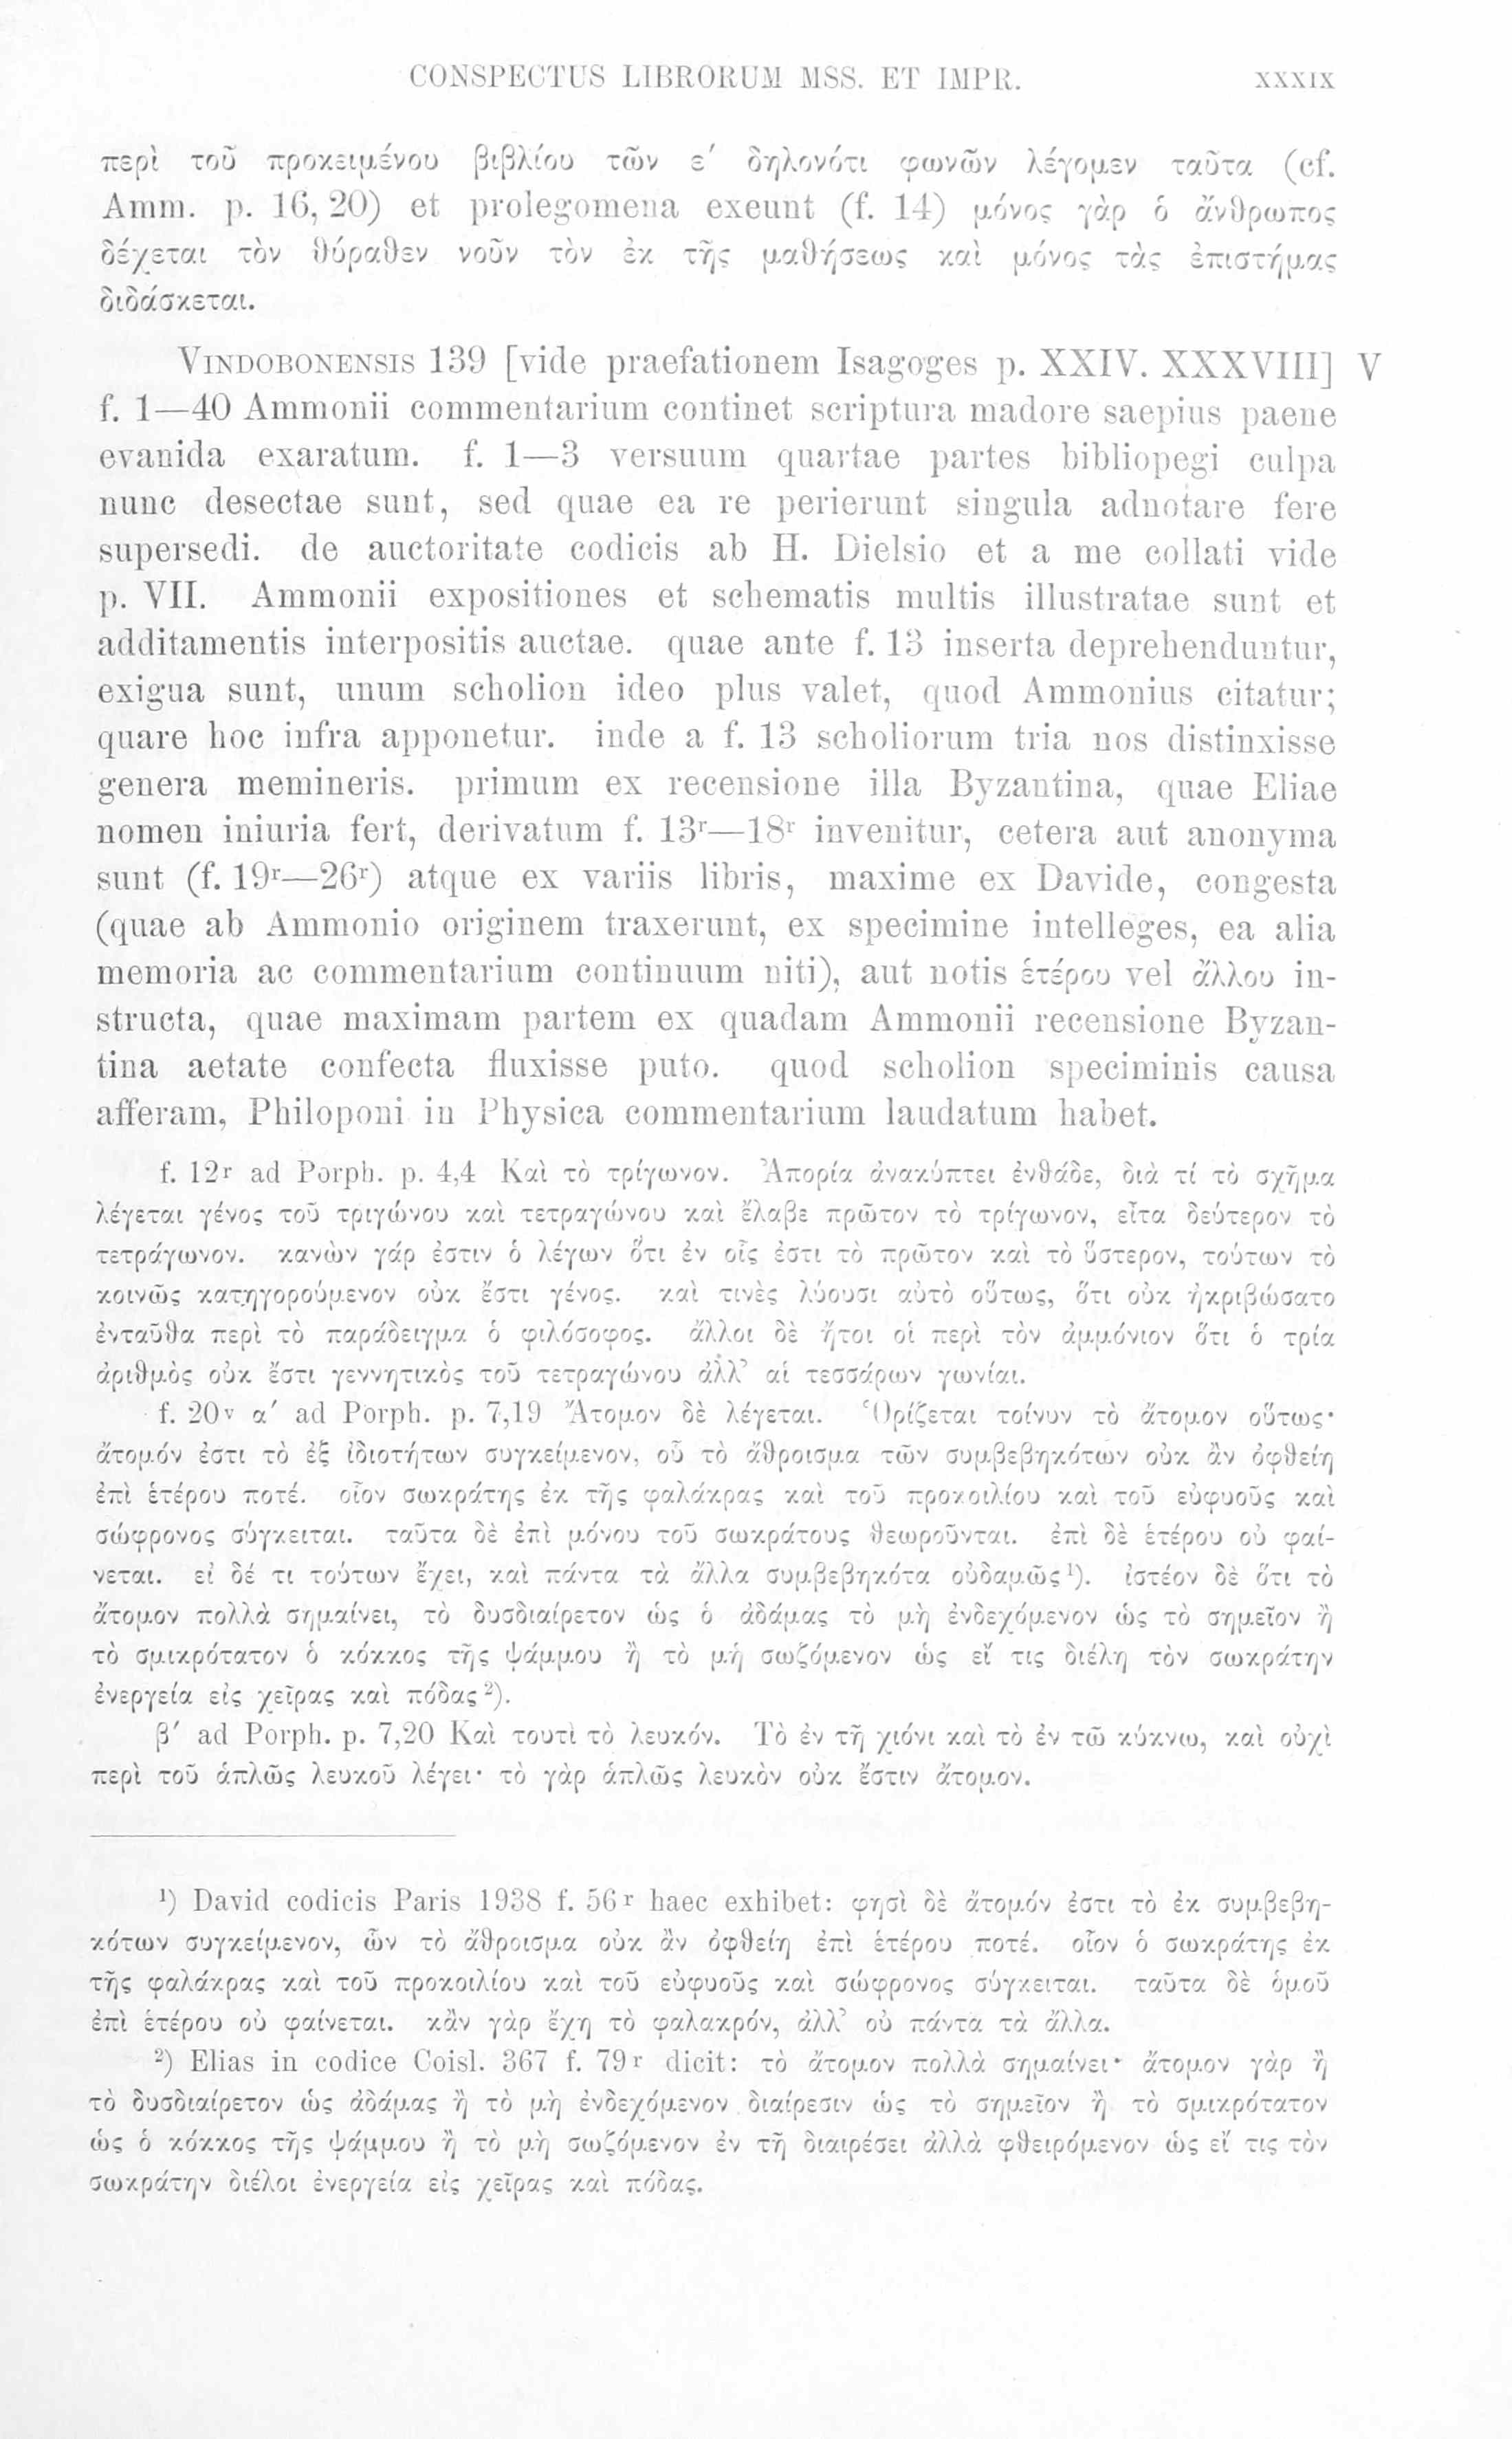 CONSPECTUS LIBRORUM MSS. ET IMPR. XXXIX
περὶ τοῦ προκειμένου βιβλίου τῶν ε′ δηλονότι φωνῶν λέγομεν ταῦτα (cf.
Amm. p. 16, 20) et prolegomena exeunt (f. 14) μόνος γὰρ ὁ ἄνθρωπος
δέχεται τὸν θύραθεν νοῦν τὸν ἐκ τῆς μαθήσεως καὶ μόνος τὰς ἐπιστήμας
διδάσκεται.
VINDOBONENSIS 139 [vide praefationem Isagoges p. XXIV. XXXVIII] V
f. 1—40 Ammonii commentarium continet scriptura madore saepius paene
evanida exaratum. f. 1—3 versuum quartae partes bibliopegi culpa
nunc desectae sunt, sed quae ea re perierunt singula adnotare fere
supersedi. de auctoritate codicis ab H. Dielsio et a me collati vide
p. VII. Ammonii expositiones et schematis multis illustratae sunt et
additamentis interpositis auctae. quae ante f. 13 inserta deprehenduntur,
exigua sunt, unum scholion ideo plus valet, quod Ammonius citatur;
quare hoc infra apponetur. inde a f. 13 scholiorum tria nos distinxisse
genera memineris. primum ex recensione illa Byzantina, quae Eliae
nomen iniuria fert, derivatum f. 13ʳ—18ʳ invenitur, cetera aut anonyma
sunt (f. 19ʳ—26ʳ) atque ex variis libris, maxime ex Davide, congesta
(quae ab Ammonio originem traxerunt, ex specimine intelleges, ea alia
memoria ac commentarium continuum niti), aut notis ἑτέρου vel ἄλλου in-
structa, quae maximam partem ex quadam Ammonii recensione Byzan-
tina aetate confecta fluxisse puto. quod scholion speciminis causa
afferam, Philoponi in Physica commentarium laudatum habet.
f. 12ʳ ad Porph. p. 4,4 Καὶ τὸ τρίγωνον. Ἀπορία ἀνακύπτει ἐνθάδε, διὰ τί τὸ σχῆμα
λέγεται γένος τοῦ τριγώνου καὶ τετραγώνου καὶ ἔλαβε πρῶτον τὸ τρίγωνον, εἶτα δεύτερον τὸ
τετράγωνον. κανὼν γάρ ἐστιν ὁ λέγων ὅτι ἐν οἷς ἐστι τὸ πρῶτον καὶ τὸ ὕστερον, τούτων τὸ
κοινῶς κατηγορούμενον οὐκ ἔστι γένος. καὶ τινὲς λύουσι αὐτὸ οὕτως, ὅτι οὐκ ἠκριβώσατο
ἐνταῦθα περὶ τὸ παράδειγμα ὁ φιλόσοφος. ἄλλοι δὲ ἤτοι οἱ περὶ τὸν ἀμμόνιον ὅτι ὁ τρία
ἀριθμὸς οὐκ ἔστι γεννητικὸς τοῦ τετραγώνου ἀλλ᾽ αἱ τεσσάρων γωνίαι.
f. 20ᵛ α′ ad Porph. p. 7,19 Ἄτομον δὲ λέγεται. Ὁρίζεται τοίνυν τὸ ἄτομον οὕτως·
ἄτομόν ἐστι τὸ ἐξ ἰδιοτήτων συγκείμενον, οὗ τὸ ἄθροισμα τῶν συμβεβηκότων οὐκ ἂν ὀφθείη
ἐπὶ ἑτέρου ποτέ. οἷον σωκράτης ἐκ τῆς φαλάκρας καὶ τοῦ προκοιλίου καὶ τοῦ εὐφυοῦς καὶ
σώφρονος σύγκειται. ταῦτα δὲ ἐπὶ μόνου τοῦ σωκράτους θεωροῦνται. ἐπὶ δὲ ἑτέρου οὐ φαί-
νεται. εἰ δέ τι τούτων ἔχει, καὶ πάντα τὰ ἄλλα συμβεβηκότα οὐδαμῶς¹). ἰστέον δὲ ὅτι τὸ
ἄτομον πολλὰ σημαίνει, τὸ δυσδιαίρετον ὡς ὁ ἀδάμας τὸ μὴ ἐνδεχόμενον ὡς τὸ σημεῖον ἢ
τὸ σμικρότατον ὁ κόκκος τῆς ψάμμου ἢ τὸ μὴ σωζόμενον ὡς εἴ τις διέλη τὸν σωκράτην
ἐνεργεία εἰς χεῖρας καὶ πόδας²).
β′ ad Porph. p. 7,20 Καὶ τουτὶ τὸ λευκόν. Τὸ ἐν τῆ χιόνι καὶ τὸ ἐν τῶ κύκνω, καὶ οὐχὶ
περὶ τοῦ ἁπλῶς λευκοῦ λέγει· τὸ γὰρ ἁπλῶς λευκὸν οὐκ ἔστιν ἄτομον.
¹) David codicis Paris 1938 f. 56ʳ haec exhibet: φησὶ δὲ ἄτομόν ἐστι τὸ ἐκ συμβεβη-
κότων συγκείμενον, ὧν τὸ ἄθροισμα οὐκ ἂν ὀφθείη ἐπὶ ἑτέρου ποτέ. οἷον ὁ σωκράτης ἐκ
τῆς φαλάκρας καὶ τοῦ προκοιλίου καὶ τοῦ εὐφυοῦς καὶ σώφρονος σύγκειται. ταῦτα δὲ ὁμοῦ
ἐπὶ ἑτέρου οὐ φαίνεται. κἂν γὰρ ἔχη τὸ φαλακρόν, ἀλλ᾽ οὐ πάντα τὰ ἄλλα.
²) Elias in codice Coisl. 367 f. 79ʳ dicit: τὸ ἄτομον πολλὰ σημαίνει· ἄτομον γὰρ ἢ
τὸ δυσδιαίρετον ὡς ἀδάμας ἢ τὸ μὴ ἐνδεχόμενον διαίρεσιν ὡς τὸ σημεῖον ἢ τὸ σμικρότατον
ὡς ὁ κόκκος τῆς ψάμμου ἢ τὸ μὴ σωζόμενον ἐν τῆ διαιρέσει ἀλλὰ φθειρόμενον ὡς εἴ τις τὸν
σωκράτην διέλοι ἐνεργεία εἰς χεῖρας καὶ πόδας.